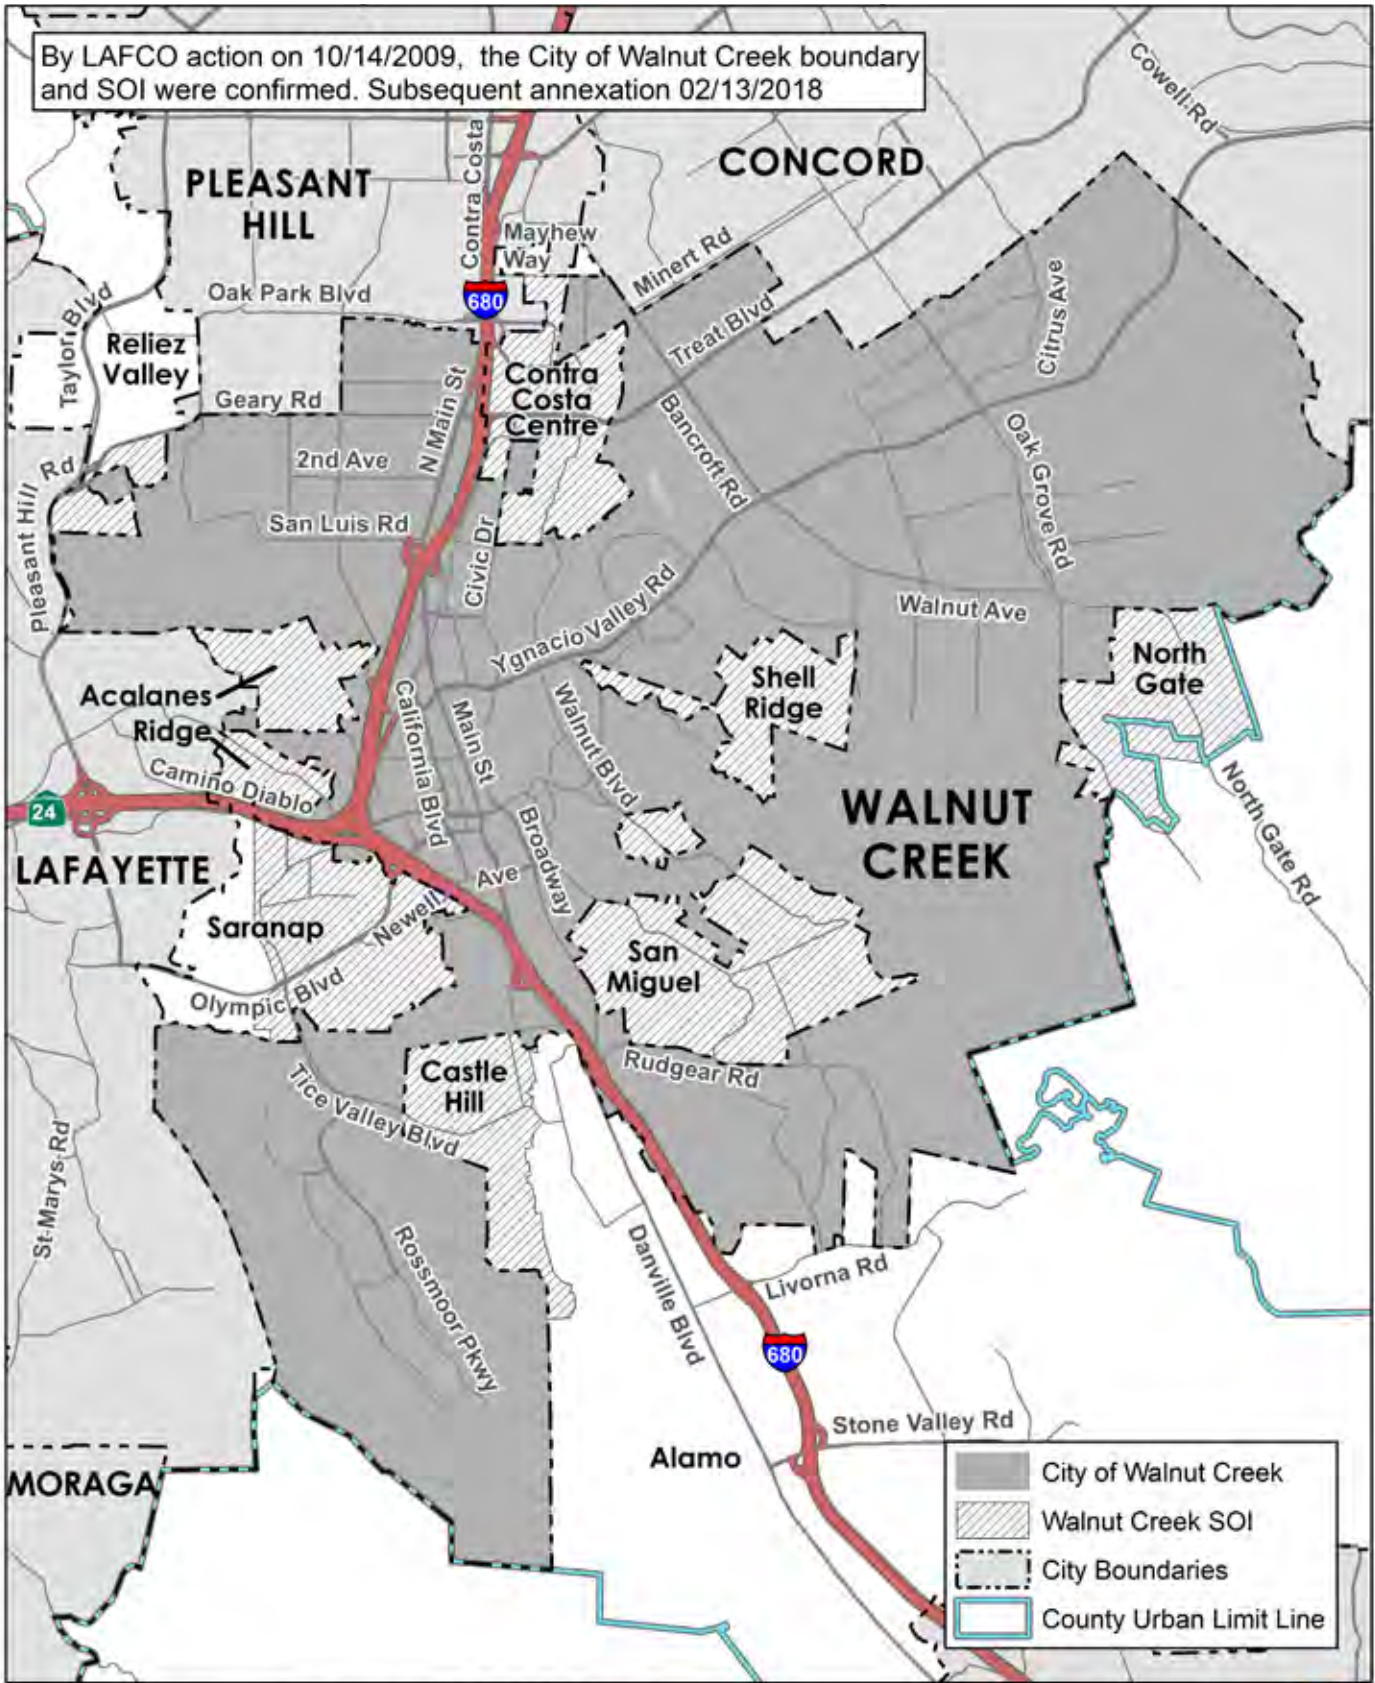 By LAFCO action on 10/14/2009, the City of Walnut Creek boundary
and SOI were confirmed. Subsequent annexation 02/13/2018
Cowell Rd
PLEASANT
HILL
CONCORD
Contra Costa
Mayhew
Way
Minert Rd
Oak Park Blvd
680
Taylor Blvd
Reliez
Valley
Treat Blvd
Citrus Ave
Geary Rd
N Main St
Contra
Costa
Centre
Bancroft Rd
Oak Grove Rd
2nd Ave
Pleasant Hill Rd
San Luis Rd
Civic Dr
Ygnacio Valley Rd
Walnut Ave
North
Gate
Shell
Ridge
Acalanes
Ridge
California Blvd
Main St
Walnut Blvd
Camino Diablo
24
North Gate Rd
WALNUT
CREEK
Broadway
LAFAYETTE
Newell Ave
Saranap
San
Miguel
Olympic Blvd
Rudgear Rd
Castle
Hill
Tice Valley Blvd
St Marys Rd
Rossmoor Pkwy
Danville Blvd
Livorna Rd
680
Stone Valley Rd
Alamo
MORAGA
City of Walnut Creek
Walnut Creek SOI
City Boundaries
County Urban Limit Line